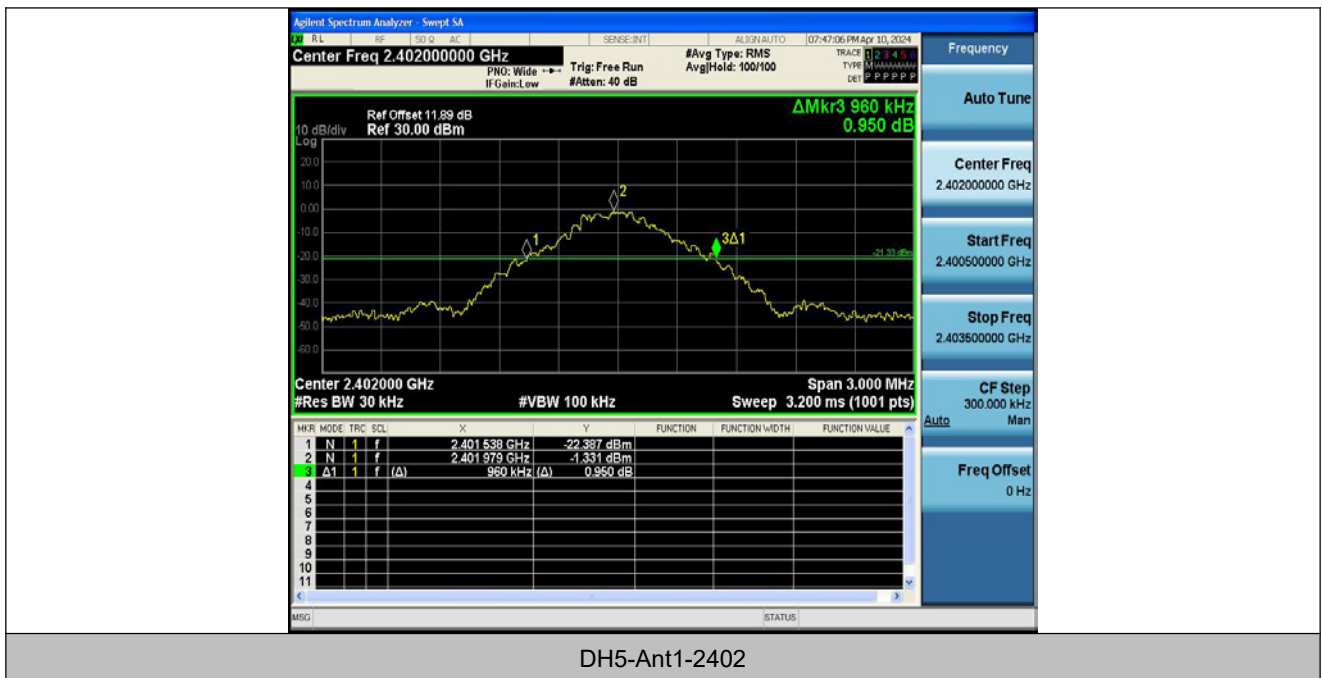 Agilent Spectrum Analyzer - Swept SA
RL RF 50 Ω AC SENSE:INT ALIGN AUTO 07:47:06 PM Apr 10, 2024
Center Freq 2.402000000 GHz
PNO: Wide
IFGain:Low
Trig: Free Run
#Atten: 40 dB
#Avg Type: RMS
Avg|Hold: 100/100
TRACE 1 2 3 4 5 6
TYPE M
DET P P P P P P
ΔMkr3 960 kHz
0.950 dB
Ref Offset 11.89 dB
10 dB/div Ref 30.00 dBm
Log
20.0
10.0
0.00
-10.0
-20.0
-30.0
-40.0
-50.0
-60.0
2
1
3Δ1
-21.33 dBm
Center 2.402000 GHz Span 3.000 MHz
#Res BW 30 kHz #VBW 100 kHz Sweep 3.200 ms (1001 pts)
MKR MODE TRC SCL X Y FUNCTION FUNCTION WIDTH FUNCTION VALUE
1 N 1 f 2.401 538 GHz -22.387 dBm
2 N 1 f 2.401 979 GHz -1.331 dBm
3 Δ1 1 f (Δ) 960 kHz (Δ) 0.950 dB
4
5
6
7
8
9
10
11
MSG STATUS
Frequency
Auto Tune
Center Freq
2.402000000 GHz
Start Freq
2.400500000 GHz
Stop Freq
2.403500000 GHz
CF Step
300.000 kHz
Auto Man
Freq Offset
0 Hz
DH5-Ant1-2402